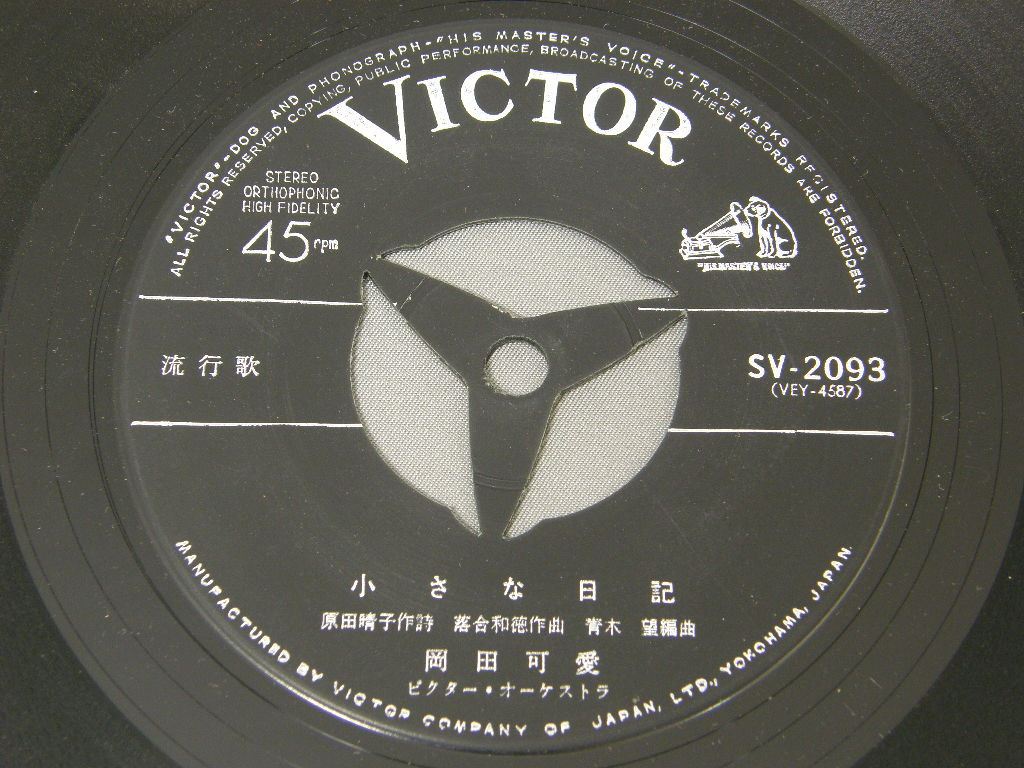 "VICTOR"-DOG AND PHONOGRAPH-"HIS MASTER'S VOICE"-TRADEMARKS REGISTERED.
ALL RIGHTS RESERVED, COPYING, PUBLIC PERFORMANCE, BROADCASTING OF THESE RECORDS ARE FORBIDDEN.
VICTOR
STEREO
ORTHOPHONIC
HIGH FIDELITY
45 rpm
"HIS MASTER'S VOICE"
流行歌
SV-2093
(VEY-4587)
小さな日記
原田晴子作詩 落合和徳作曲 青木 望編曲
岡田可愛
ビクター・オーケストラ
MANUFACTURED BY VICTOR COMPANY OF JAPAN, LTD., YOKOHAMA, JAPAN.